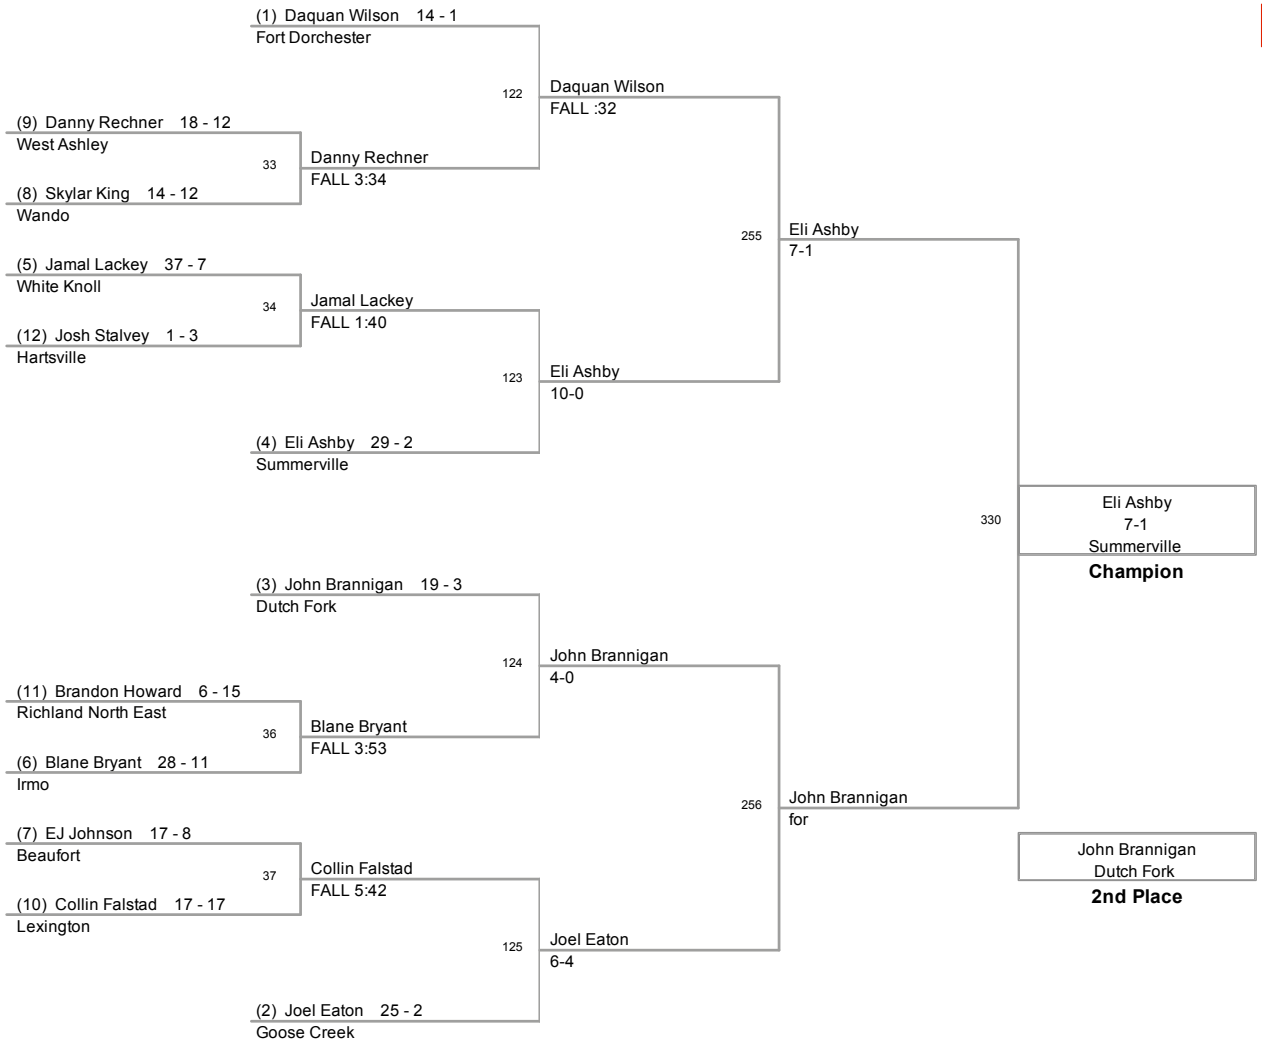 (1) Daquan Wilson 14 - 1
Fort Dorchester
122
Daquan Wilson
FALL :32
(9) Danny Rechner 18 - 12
West Ashley
33
Danny Rechner
FALL 3:34
(8) Skylar King 14 - 12
Wando
255
Eli Ashby
7-1
(5) Jamal Lackey 37 - 7
White Knoll
34
Jamal Lackey
FALL 1:40
(12) Josh Stalvey 1 - 3
Hartsville
123
Eli Ashby
10-0
(4) Eli Ashby 29 - 2
Summerville
330
Eli Ashby
7-1
Summerville
Champion
(3) John Brannigan 19 - 3
Dutch Fork
124
John Brannigan
4-0
(11) Brandon Howard 6 - 15
Richland North East
36
Blane Bryant
FALL 3:53
(6) Blane Bryant 28 - 11
Irmo
256
John Brannigan
for
(7) EJ Johnson 17 - 8
Beaufort
37
Collin Falstad
FALL 5:42
(10) Collin Falstad 17 - 17
Lexington
John Brannigan
Dutch Fork
2nd Place
125
Joel Eaton
6-4
(2) Joel Eaton 25 - 2
Goose Creek